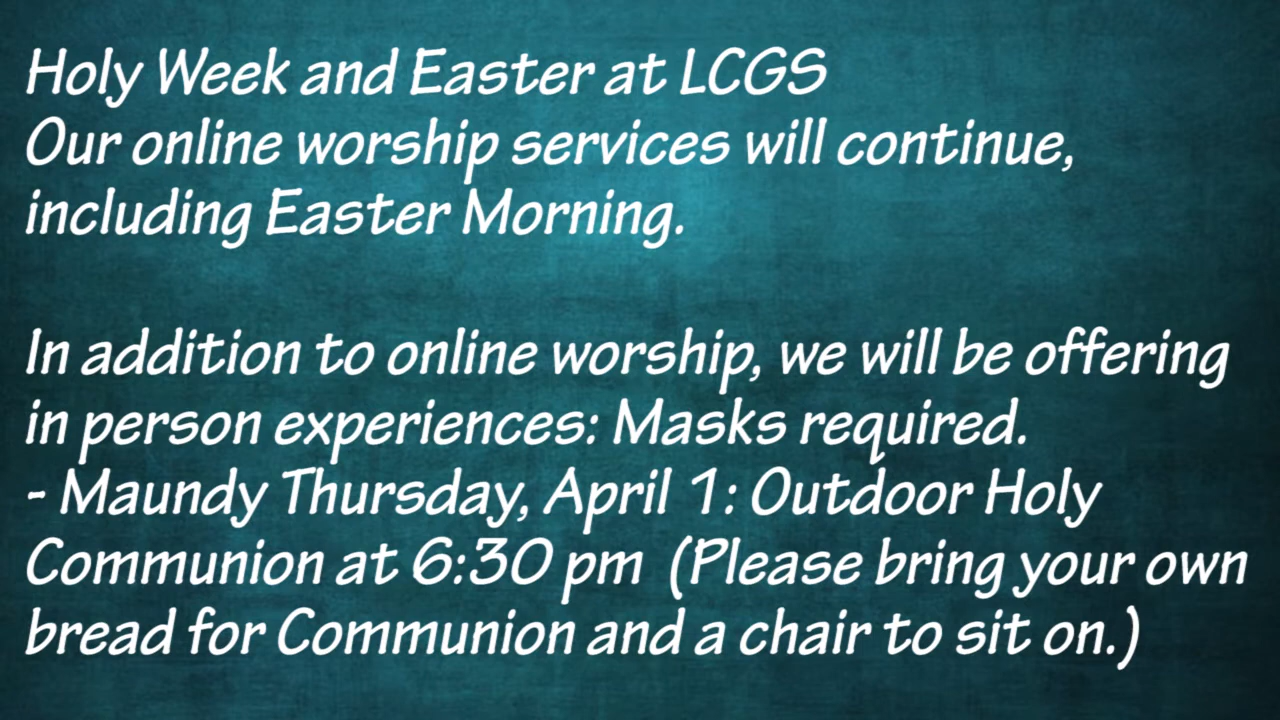 Holy Week and Easter at LCGS
Our online worship services will continue,
including Easter Morning.
In addition to online worship, we will be offering
in person experiences: Masks required.
- Maundy Thursday, April 1: Outdoor Holy
Communion at 6:30 pm (Please bring your own
bread for Communion and a chair to sit on.)